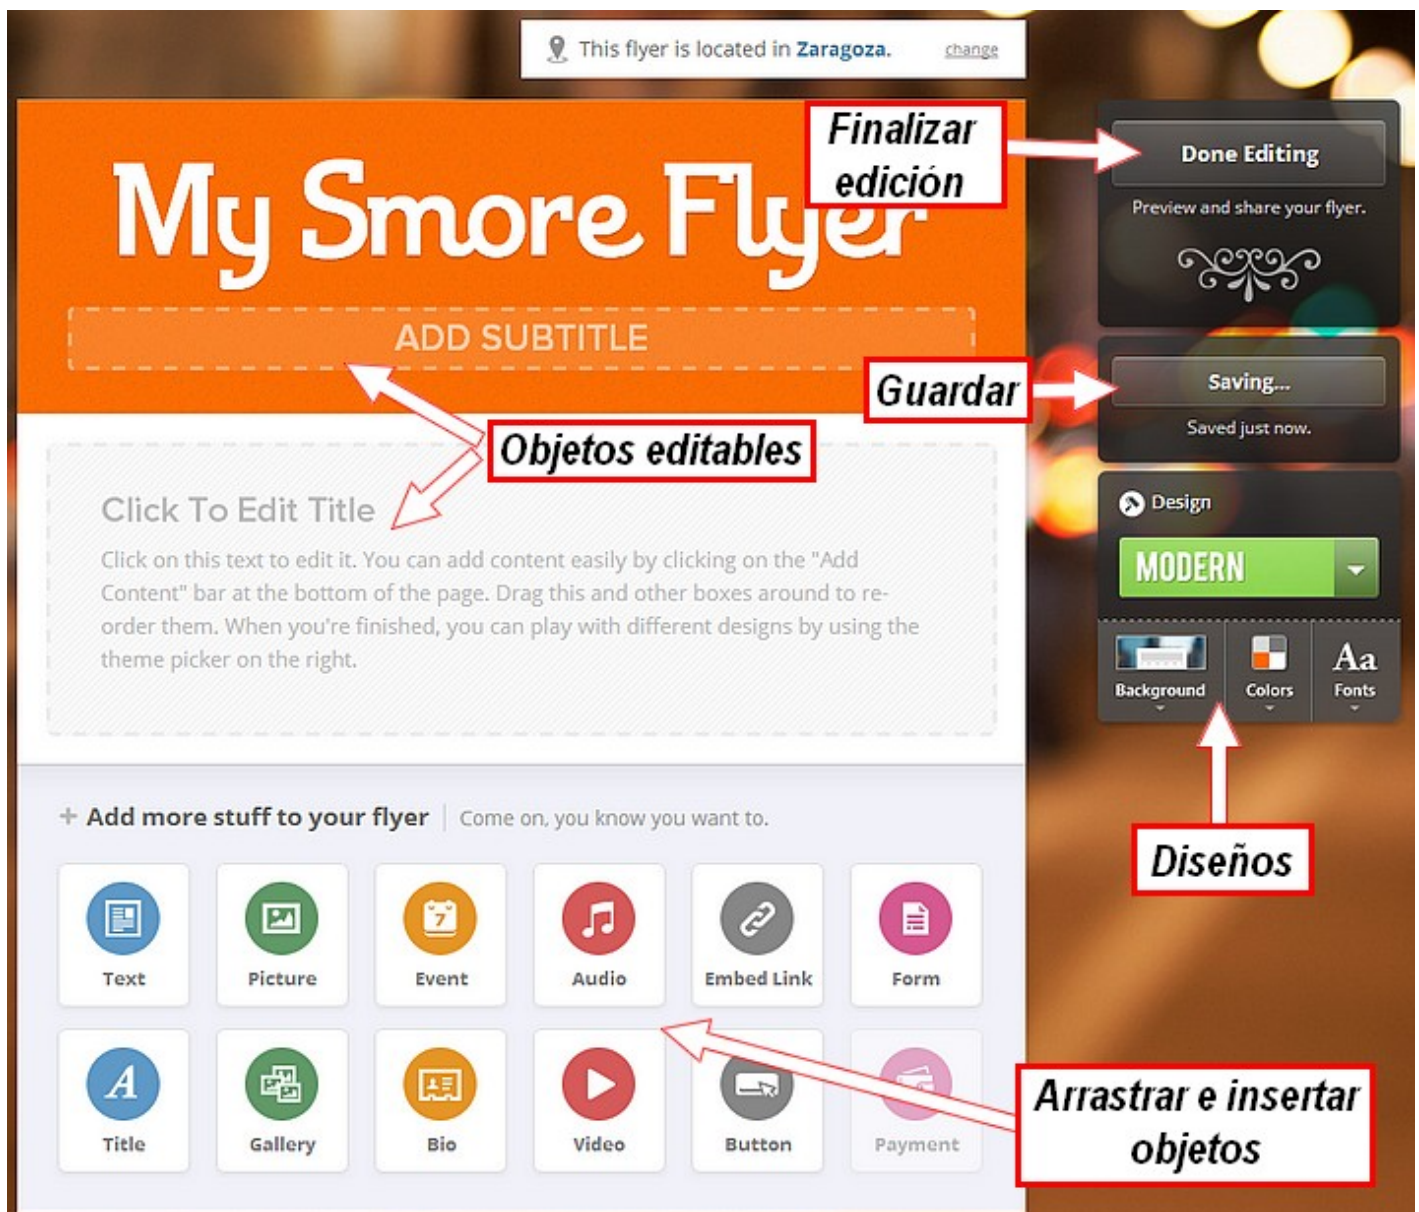 This flyer is located in Zaragoza. change
My Smore Flyer
ADD SUBTITLE
Finalizar
edición
Done Editing
Preview and share your flyer.
Guardar
Saving...
Saved just now.
Objetos editables
Click To Edit Title
Click on this text to edit it. You can add content easily by clicking on the "Add
Content" bar at the bottom of the page. Drag this and other boxes around to re-
order them. When you're finished, you can play with different designs by using the
theme picker on the right.
Design
MODERN
Aa
Background Colors Fonts
Diseños
+ Add more stuff to your flyer Come on, you know you want to.
7
Text Picture Event Audio Embed Link Form
A
Title Gallery Bio Video Button Payment
Arrastrar e insertar
objetos